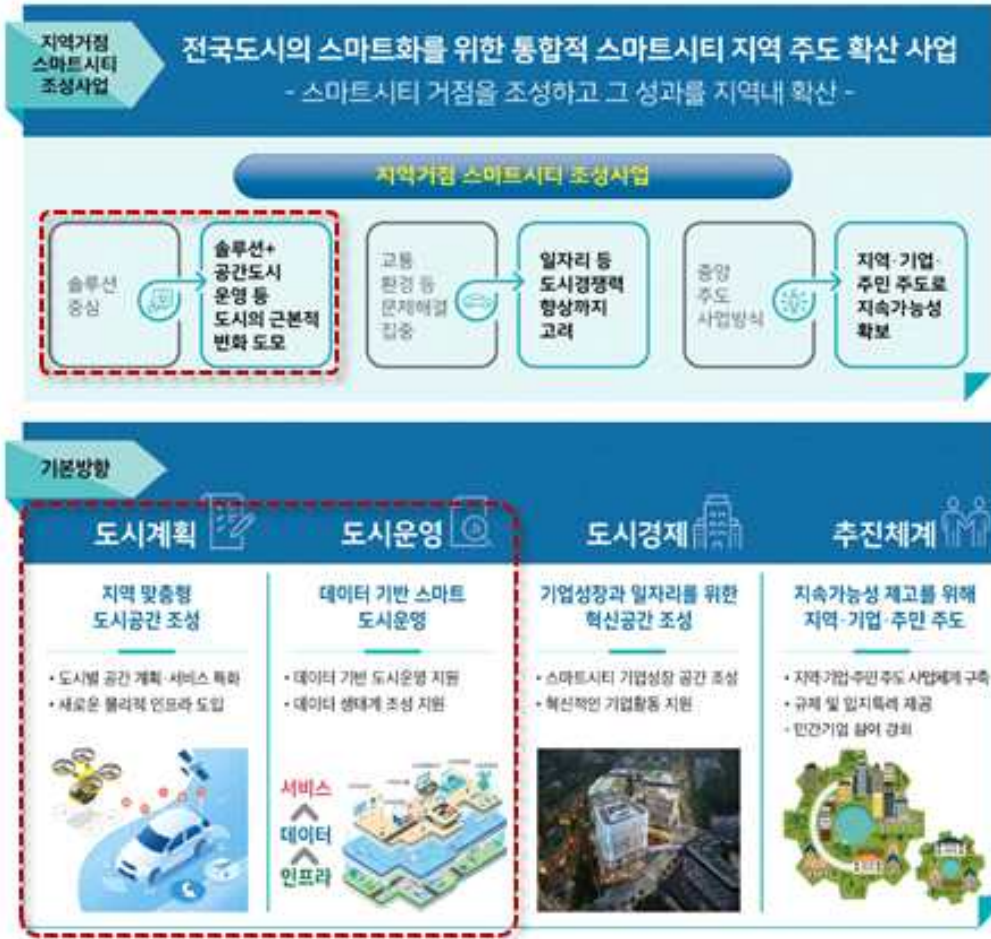 지역거점
스마트시티
조성사업
전국도시의 스마트화를 위한 통합적 스마트시티 지역 주도 확산 사업
- 스마트시티 거점을 조성하고 그 성과를 지역내 확산 -
지역거점 스마트시티 조성사업
솔루션
중심
솔루션+
공간도시
운영 등
도시의 근본적
변화 도모
교통
환경 등
문제해결
집중
일자리 등
도시경쟁력
향상까지
고려
중앙
주도
사업방식
지역·기업·
주민 주도로
지속가능성
확보
기본방향
도시계획
지역 맞춤형
도시공간 조성
• 도시별 공간 계획·서비스 특화
• 새로운 물리적 인프라 도입
도시운영
데이터 기반 스마트
도시운영
• 데이터 기반 도시운영 지원
• 데이터 생태계 조성 지원
서비스
데이터
인프라
도시경제
기업성장과 일자리를 위한
혁신공간 조성
• 스마트시티 기업성장 공간 조성
• 혁신적인 기업활동 지원
추진체계
지속가능성 제고를 위해
지역·기업·주민 주도
• 지역·기업·주민 주도 사업체계 구축
• 규제 및 입지특례 제공
- 민간기업 참여 강화